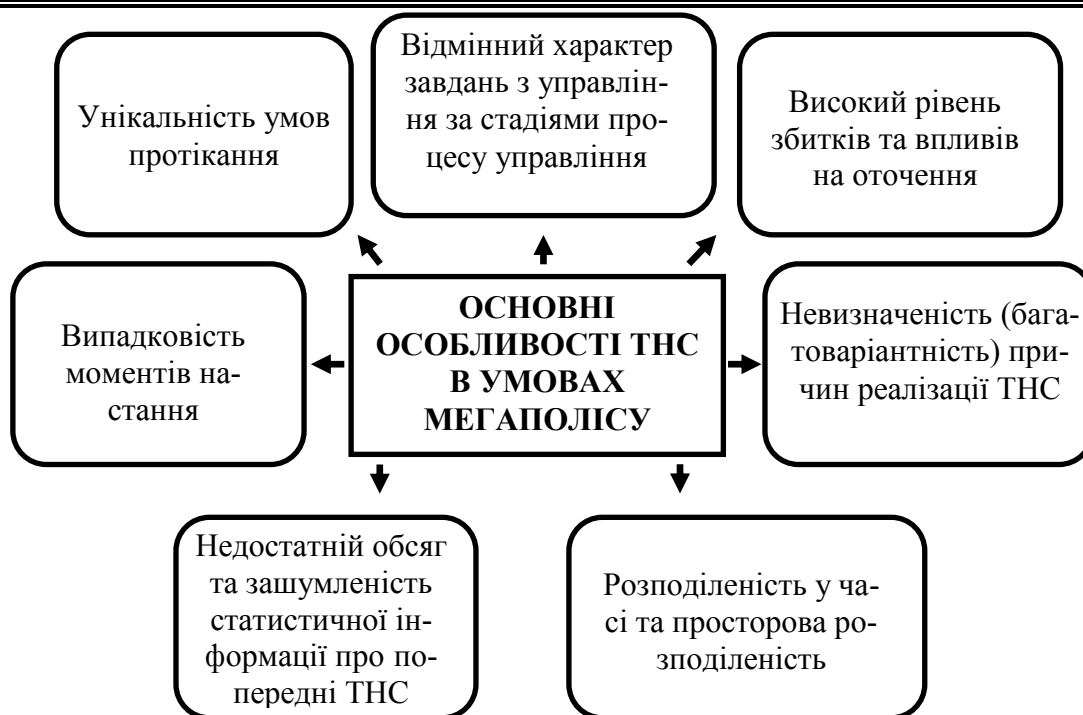 Унікальність умов
протікання
Відмінний характер
завдань з управлін-
ня за стадіями про-
цесу управління
Високий рівень
збитків та впливів
на оточення
Випадковість
моментів на-
стання
ОСНОВНІ
ОСОБЛИВОСТІ ТНС
В УМОВАХ
МЕГАПОЛІСУ
Невизначеність (бага-
товаріантність) при-
чин реалізації ТНС
Недостатній обсяг
та зашумленість
статистичної ін-
формації про по-
передні ТНС
Розподіленість у ча-
сі та просторова ро-
зподіленість